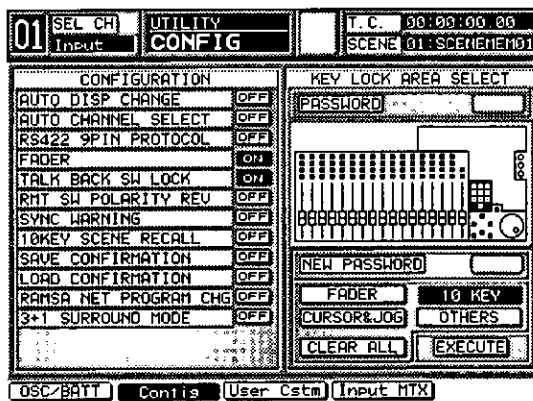 01 SEL CH UTILITY T. C. 00:00:00.00
Input CONFIG SCENE 01:SCENEMEM01
CONFIGURATION
AUTO DISP CHANGE OFF
AUTO CHANNEL SELECT OFF
RS422 9PIN PROTOCOL OFF
FADER ON
TALK BACK SW LOCK ON
RMT SW POLARITY REV OFF
SYNC WARNING OFF
10KEY SCENE RECALL OFF
SAVE CONFIRMATION OFF
LOAD CONFIRMATION OFF
RAMSA NET PROGRAM CHG OFF
3+1 SURROUND MODE OFF
KEY LOCK AREA SELECT
PASSWORD
NEW PASSWORD
FADER 10 KEY
CURSOR&JOG OTHERS
CLEAR ALL EXECUTE
OSC/BATT Config User Cstm Input MTX